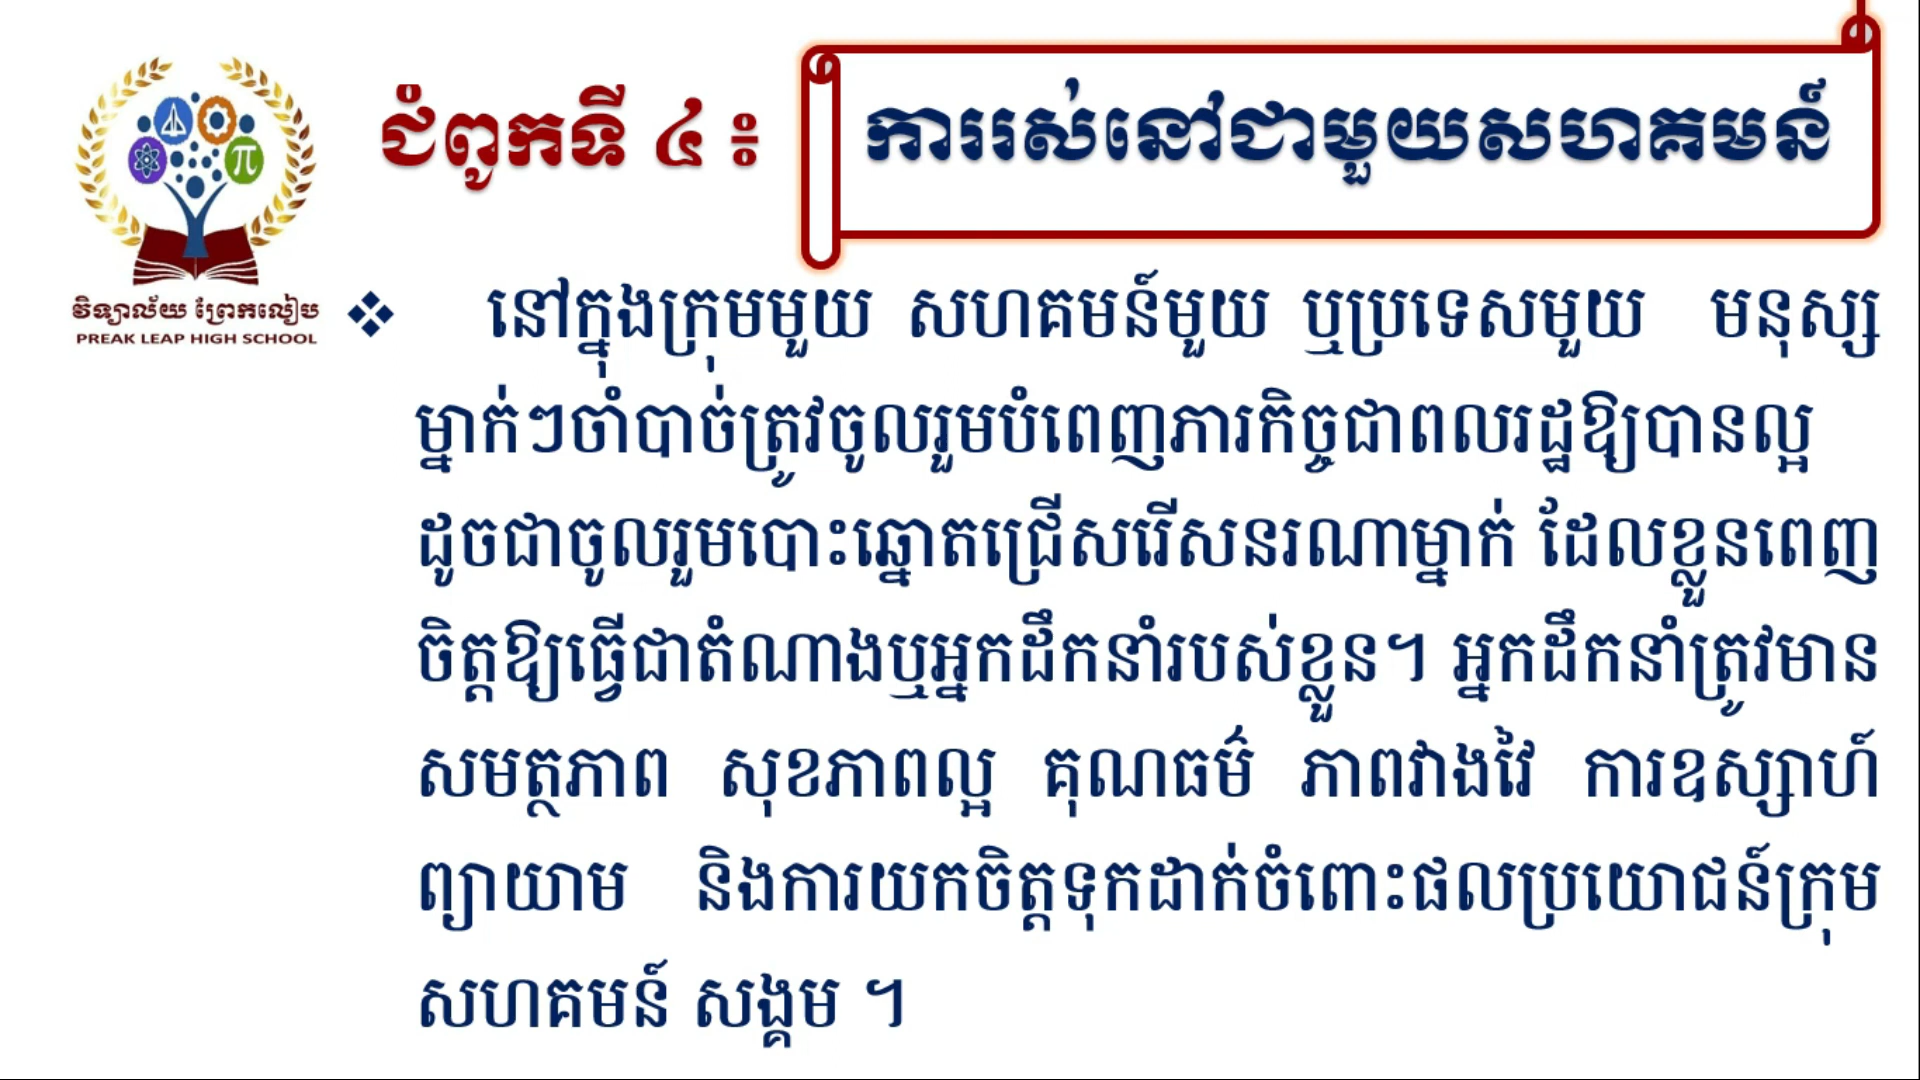 ជំពូកទី ៤ ៖ ការរស់នៅជាមួយសហគមន៍
វិទ្យាល័យ ព្រែកលៀប
PREAK LEAP HIGH SCHOOL
❖ នៅក្នុងក្រុមមួយ សហគមន៍មួយ ឬប្រទេសមួយ មនុស្ស
ម្នាក់ៗចាំបាច់ត្រូវចូលរួមបំពេញភារកិច្ចជាពលរដ្ឋឱ្យបានល្អ
ដូចជាចូលរួមបោះឆ្នោតជ្រើសរើសនរណាម្នាក់ ដែលខ្លួនពេញ
ចិត្តឱ្យធ្វើជាតំណាងឬអ្នកដឹកនាំរបស់ខ្លួន។ អ្នកដឹកនាំត្រូវមាន
សមត្ថភាព សុខភាពល្អ គុណធម៌ ភាពវាងវៃ ការឧស្សាហ៍
ព្យាយាម និងការយកចិត្តទុកដាក់ចំពោះផលប្រយោជន៍ក្រុម
សហគមន៍ សង្គម ។
π